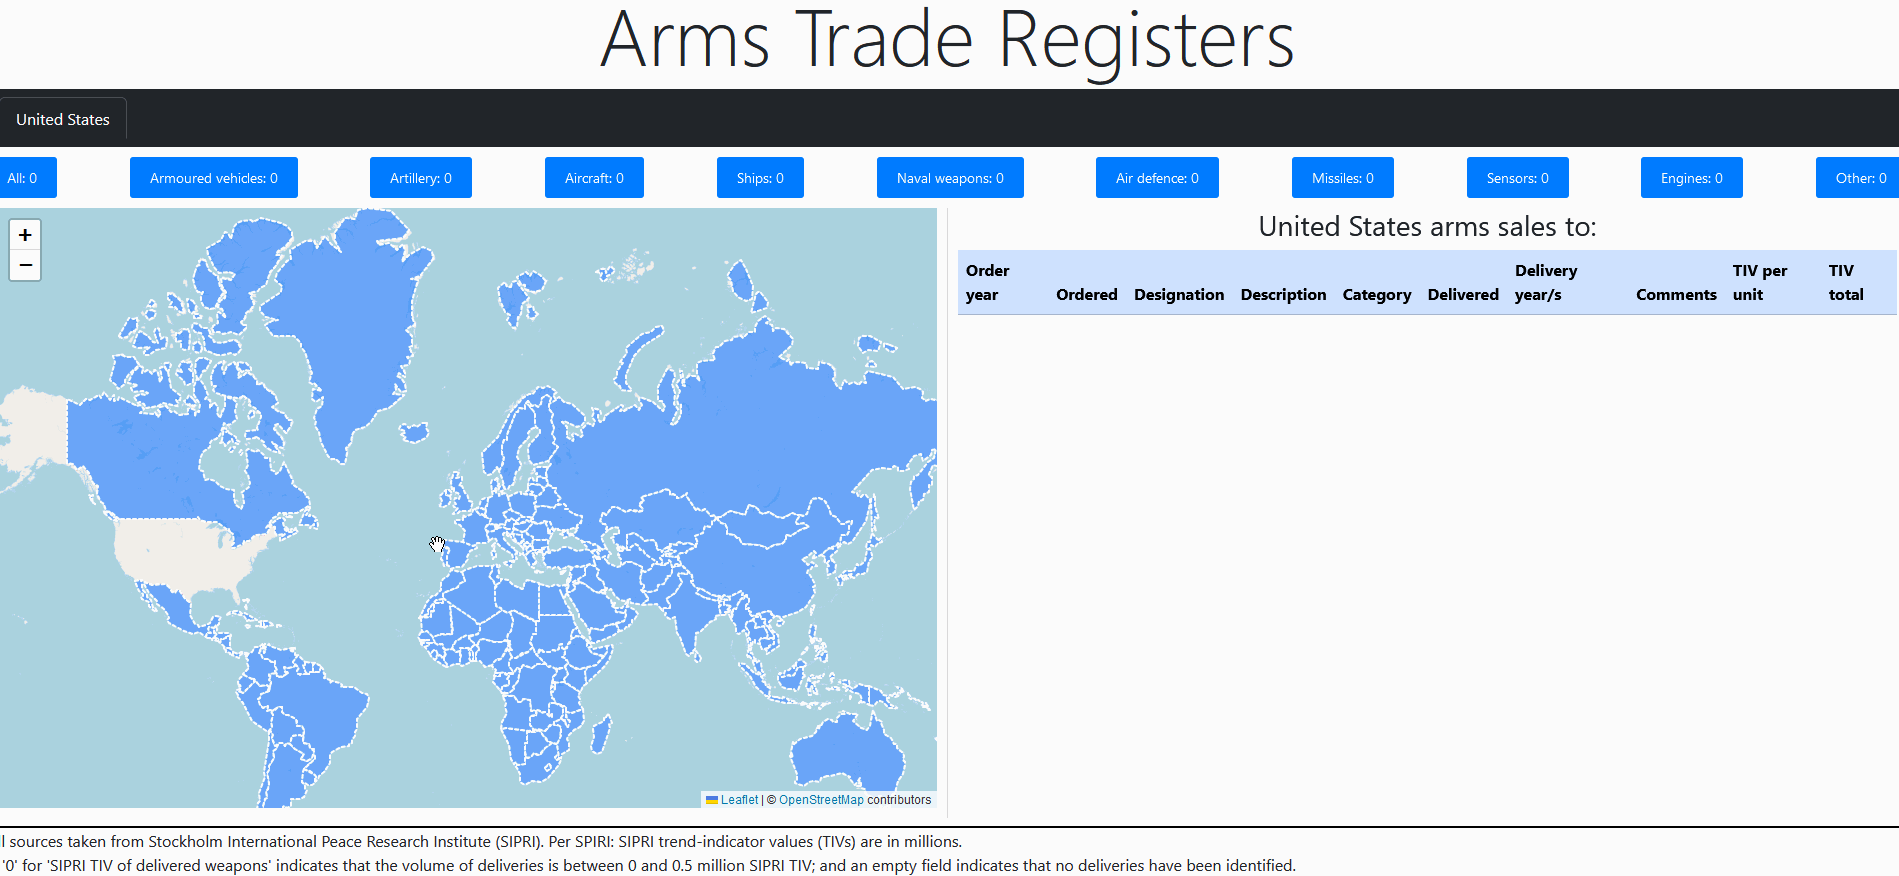 Arms Trade Registers
United States
All: 0 Armoured vehicles: 0 Artillery: 0 Aircraft: 0 Ships: 0 Naval weapons: 0 Air defence: 0 Missiles: 0 Sensors: 0 Engines: 0 Other: 0
+
−
United States arms sales to:
Order year Ordered Designation Description Category Delivered Delivery year/s Comments TIV per unit TIV total
Leaflet | © OpenStreetMap contributors
ll sources taken from Stockholm International Peace Research Institute (SIPRI). Per SPIRI: SIPRI trend-indicator values (TIVs) are in millions.
'0' for 'SIPRI TIV of delivered weapons' indicates that the volume of deliveries is between 0 and 0.5 million SIPRI TIV; and an empty field indicates that no deliveries have been identified.